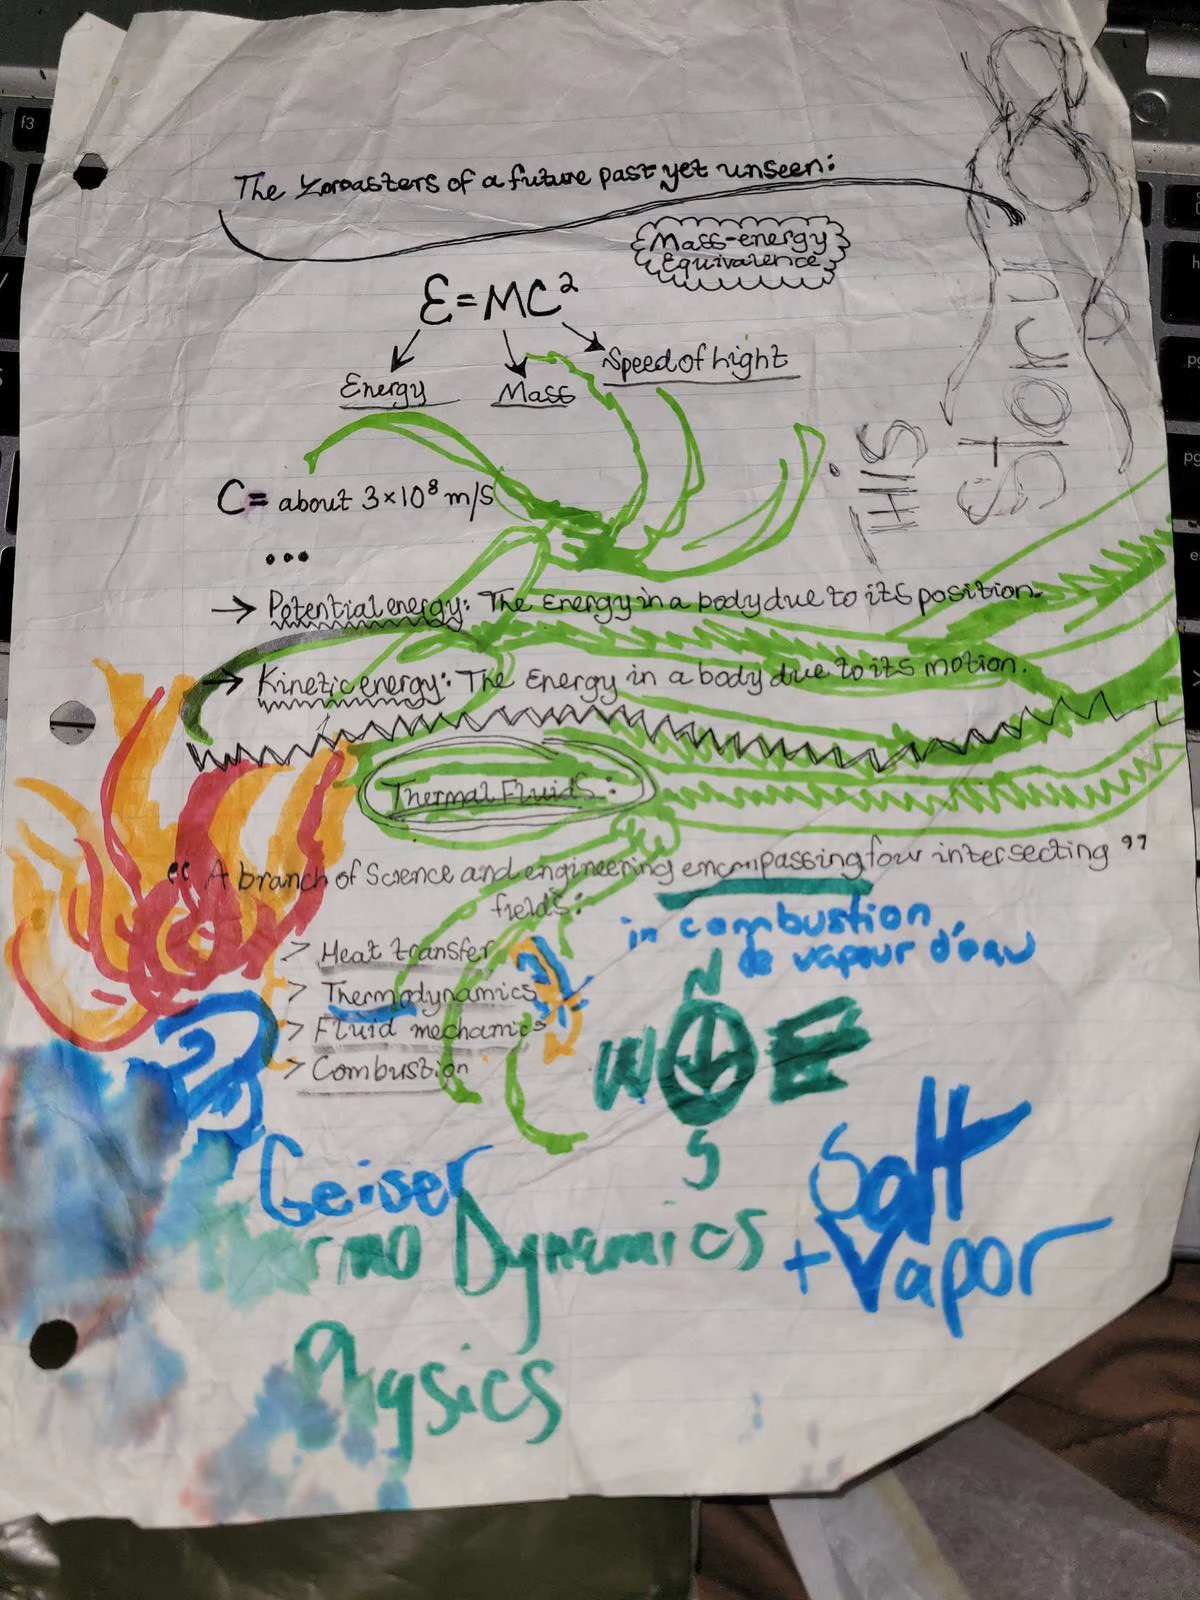 The Zoroasters of a future past yet unseen:
Mass-energy
Equivalence
E=MC²
Energy
Mass
Speed of Light
THIS
Story
C= about 3×10⁸ m/s
...
→ Potential energy: The Energy in a body due to its position.
→ Kinetic energy: The Energy in a body due to its motion.
Thermal Fluids:
“ A branch of Science and engineering encompassing four intersecting ”
fields:
> Heat transfer
> Thermodynamics
> Fluid mechanics
> Combustion
in combustion
de vapour d'eau
N
W E
S
Geiser
Thermo Dynamics
Physics
Salt
+Vapor
f3